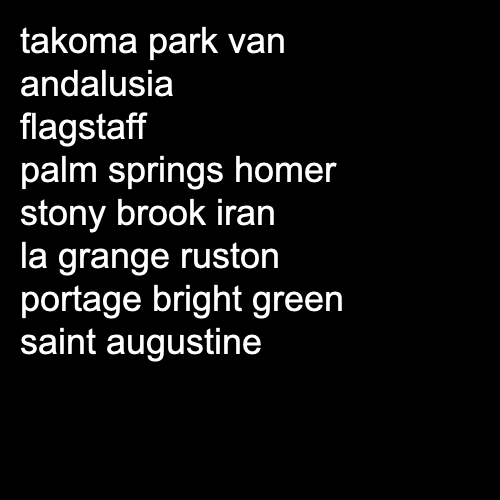 takoma park van
andalusia
flagstaff
palm springs homer
stony brook iran
la grange ruston
portage bright green
saint augustine